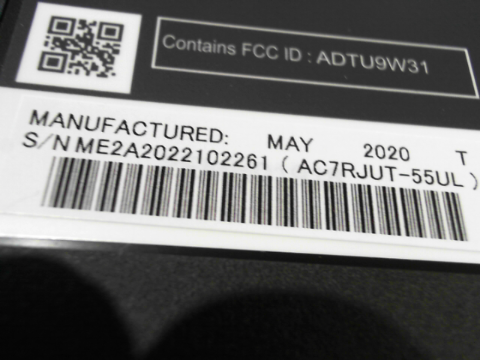 Contains FCC ID : ADTU9W31
MANUFACTURED: MAY 2020 T
S/N ME2A2022102261 ( AC7RJUT-55UL )